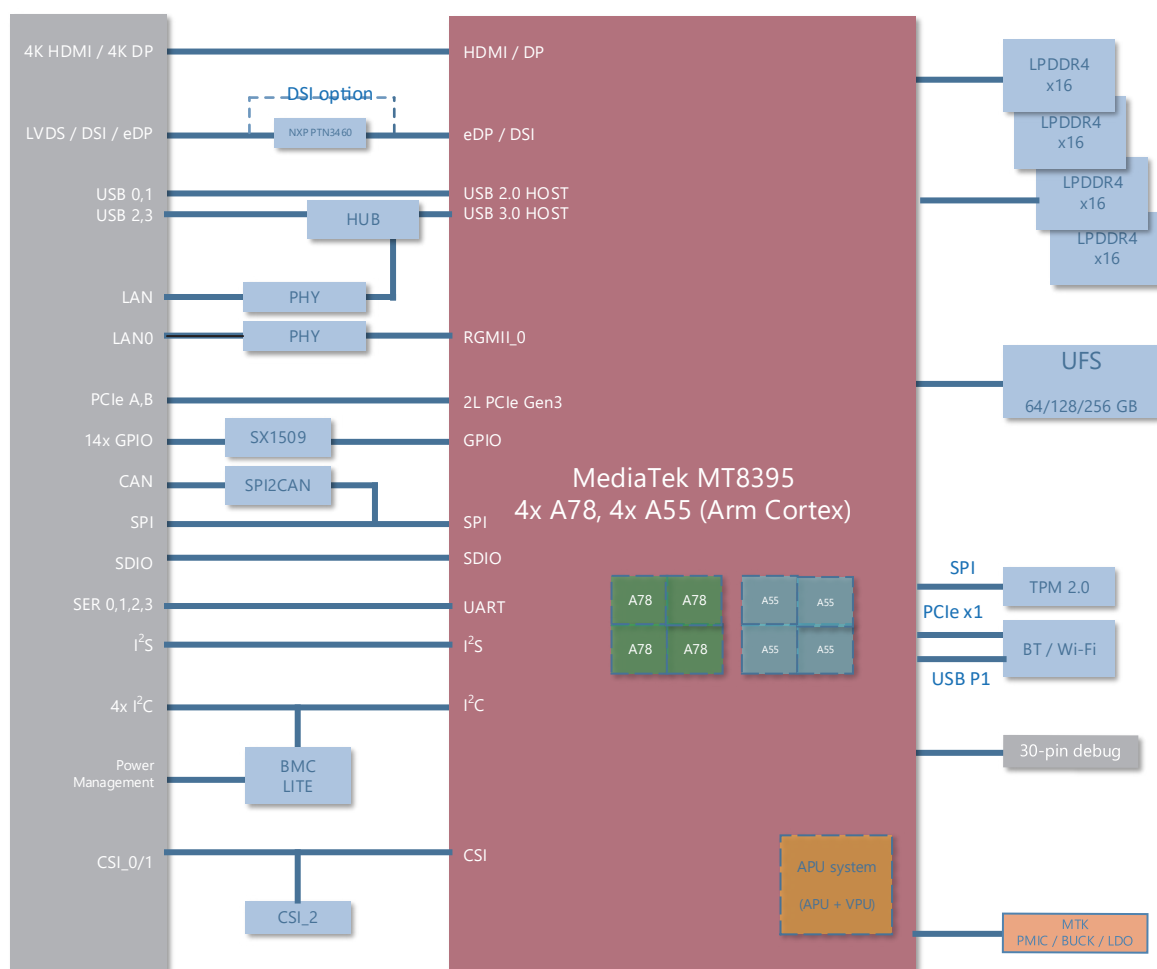 4K HDMI / 4K DP
HDMI / DP
DSI option
LVDS / DSI / eDP
NXP PTN3460
eDP / DSI
USB 0,1
USB 2.0 HOST
USB 2,3
HUB
USB 3.0 HOST
LAN
PHY
LAN0
PHY
RGMII_0
PCIe A,B
2L PCIe Gen3
14x GPIO
SX1509
GPIO
CAN
SPI2CAN
SPI
SPI
SDIO
SDIO
SER 0,1,2,3
UART
I²S
I²S
4x I²C
I²C
Power
Management
BMC
LITE
CSI_0/1
CSI
CSI_2
MediaTek MT8395
4x A78, 4x A55 (Arm Cortex)
A78 A78
A78 A78
A55 A55
A55 A55
APU system
(APU + VPU)
LPDDR4
x16
LPDDR4
x16
LPDDR4
x16
LPDDR4
x16
UFS
64/128/256 GB
SPI
TPM 2.0
PCIe x1
BT / Wi-Fi
USB P1
30-pin debug
MTK
PMIC / BUCK / LDO